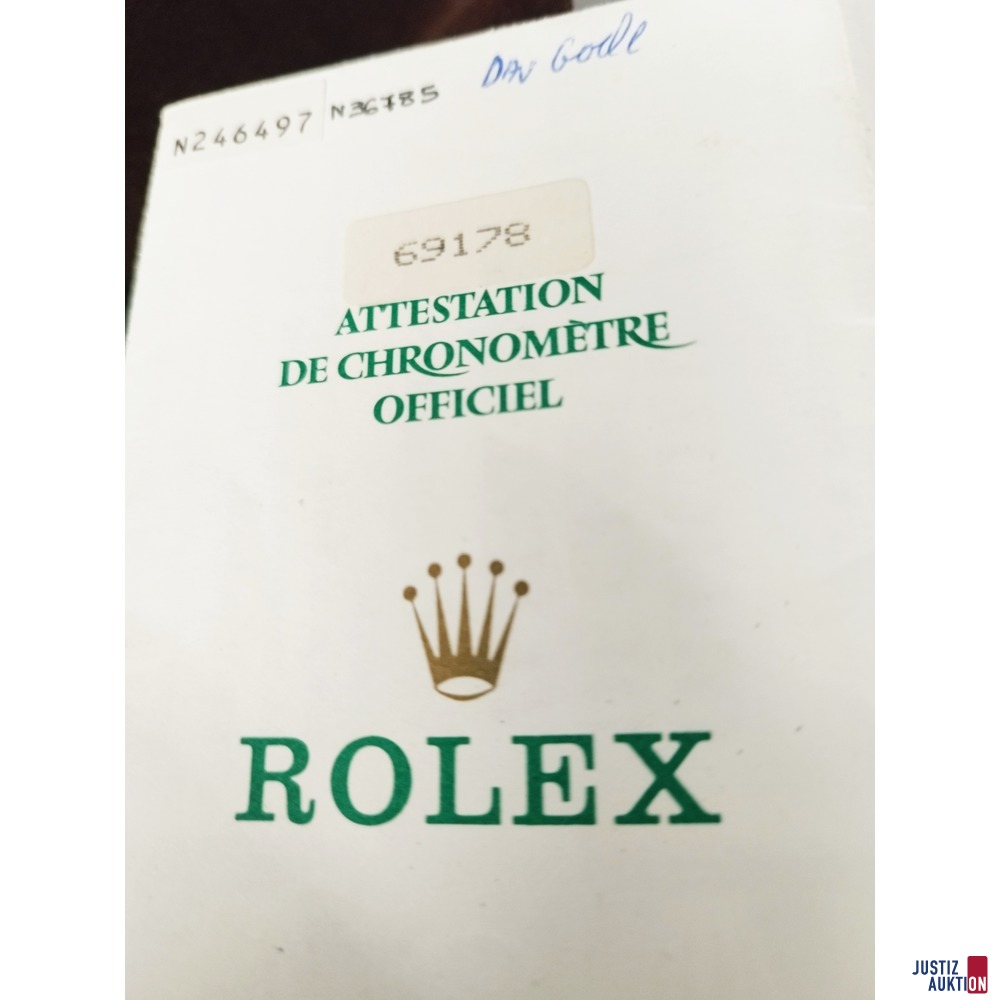 N246497 N36785
69178
ATTESTATION
DE CHRONOMÈTRE
OFFICIEL
ROLEX
JUSTIZ
AUKTION